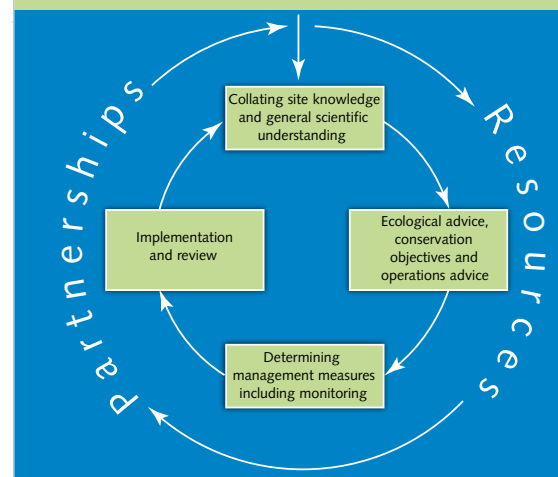 Partnerships
Resources
Collating site knowledge
and general scientific
understanding
Ecological advice,
conservation
objectives and
operations advice
Determining
management measures
including monitoring
Implementation
and review